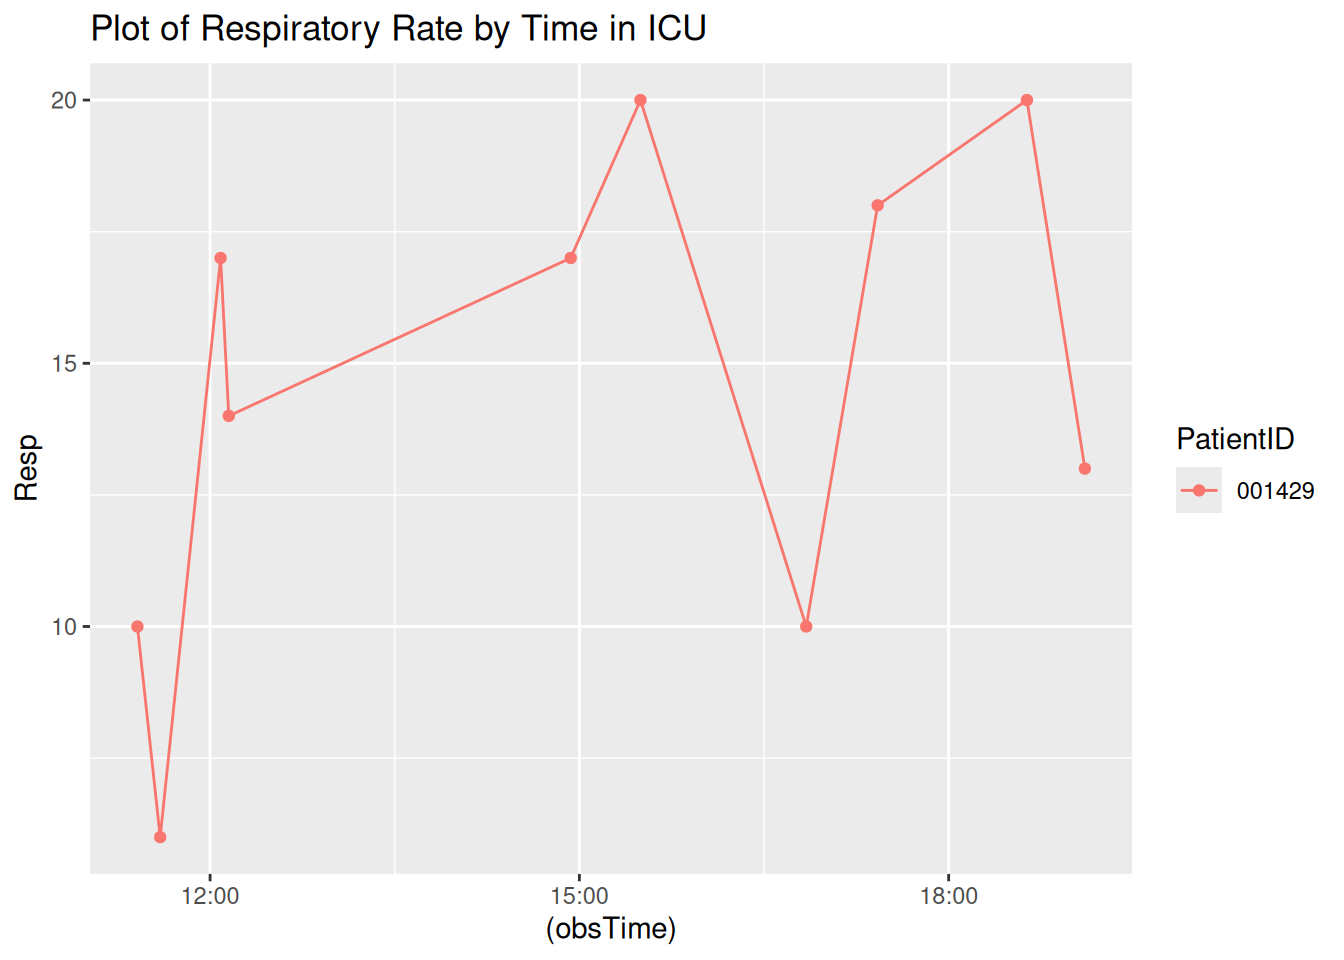 Plot of Respiratory Rate by Time in ICU
20
15
10
Resp
12:00 15:00 18:00
(obsTime)
PatientID
001429